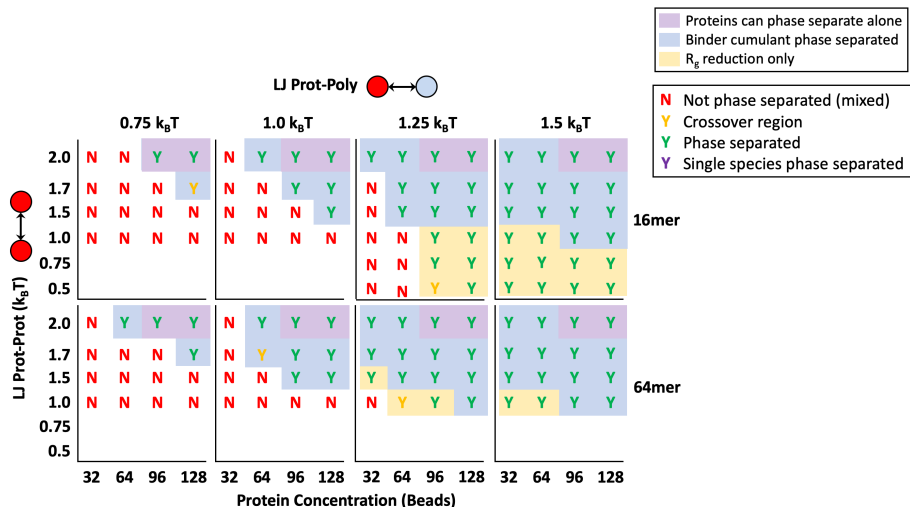 Proteins can phase separate alone
Binder cumulant phase separated
Rg reduction only
LJ Prot-Poly
N Not phase separated (mixed)
Y Crossover region
Y Phase separated
Y Single species phase separated
0.75 kBT 1.0 kBT 1.25 kBT 1.5 kBT
2.0 N N Y Y N Y Y Y Y Y Y Y Y Y Y Y
1.7 N N N Y N N Y Y N Y Y Y Y Y Y Y
1.5 N N N N N N N Y N Y Y Y Y Y Y Y
16mer
1.0 N N N N N N N N N N Y Y Y Y Y Y
0.75 N N Y Y Y Y Y Y
0.5 N N Y Y Y Y Y Y
LJ Prot-Prot (kBT)
2.0 N Y Y Y N Y Y Y Y Y Y Y Y Y Y Y
1.7 N N N Y N Y Y Y Y Y Y Y Y Y Y Y
1.5 N N N N N N Y Y Y Y Y Y Y Y Y Y
64mer
1.0 N N N N N N N N N Y Y Y Y Y Y Y
0.75
0.5
32 64 96 128 32 64 96 128 32 64 96 128 32 64 96 128
Protein Concentration (Beads)